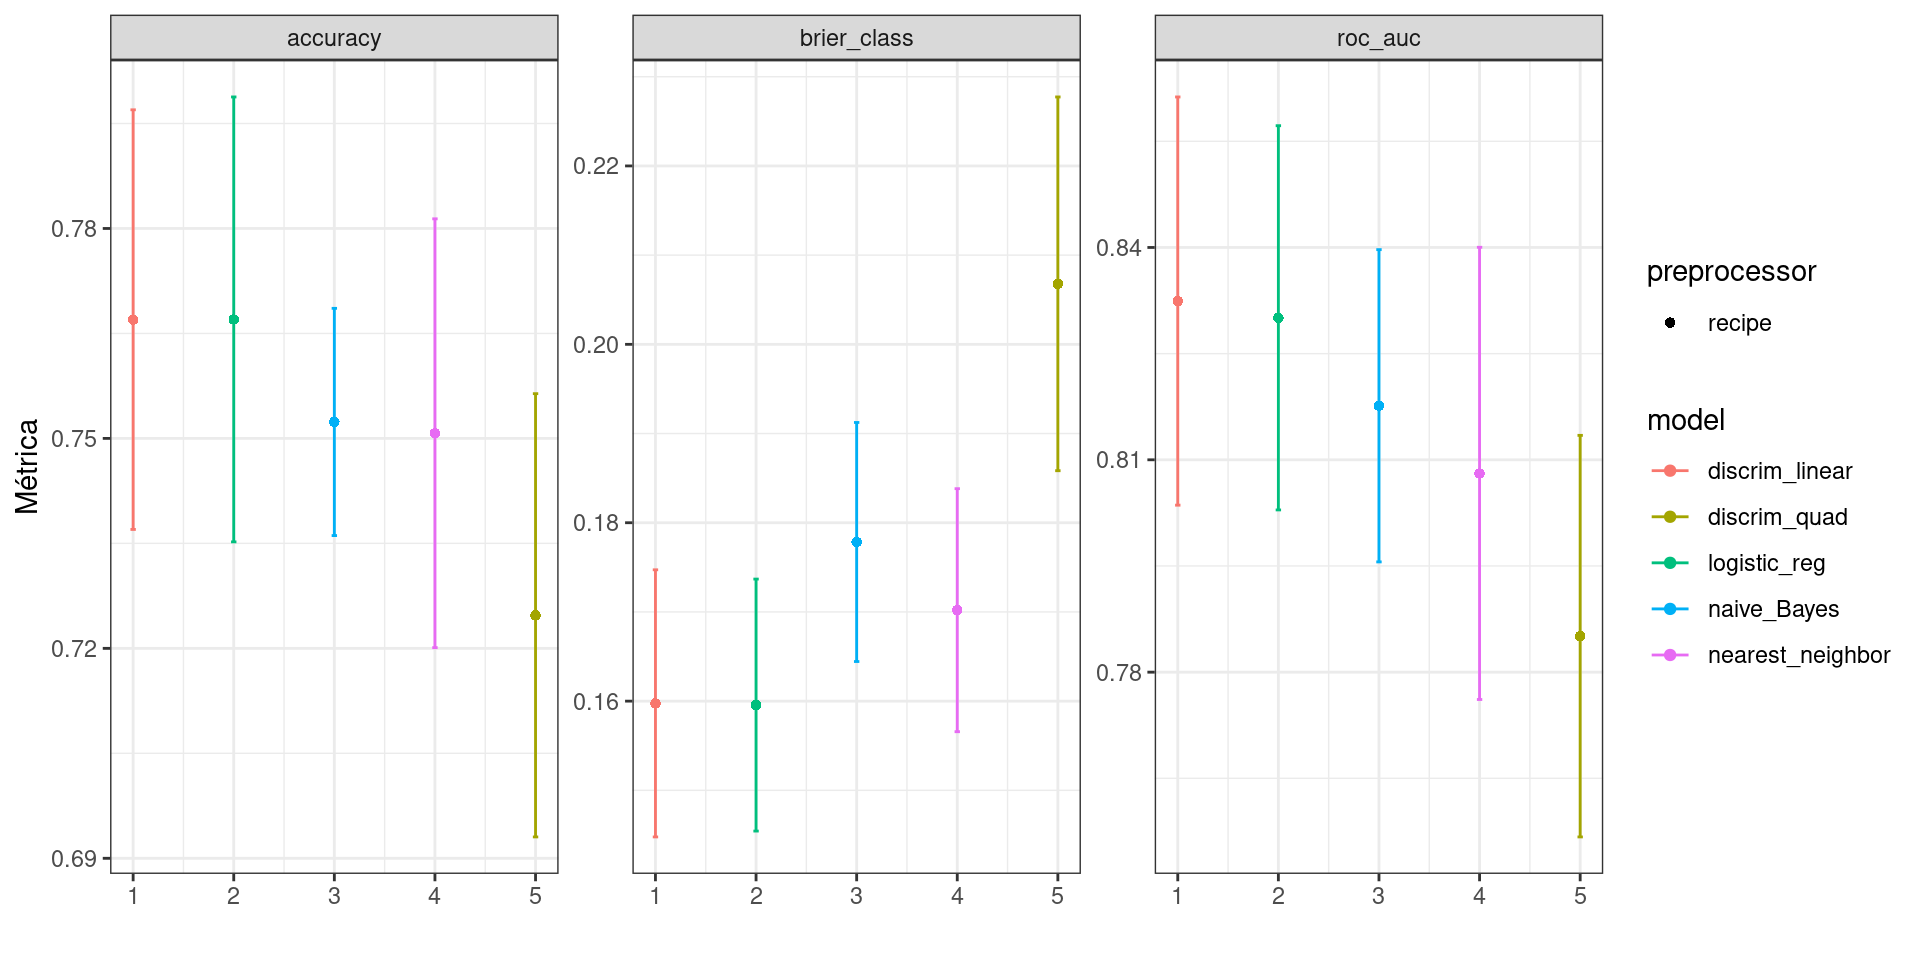 accuracy
brier_class
roc_auc
Métrica
0.78
0.75
0.72
0.69
1 2 3 4 5
0.22
0.20
0.18
0.16
1 2 3 4 5
0.84
0.81
0.78
1 2 3 4 5
preprocessor
recipe
model
discrim_linear
discrim_quad
logistic_reg
naive_Bayes
nearest_neighbor